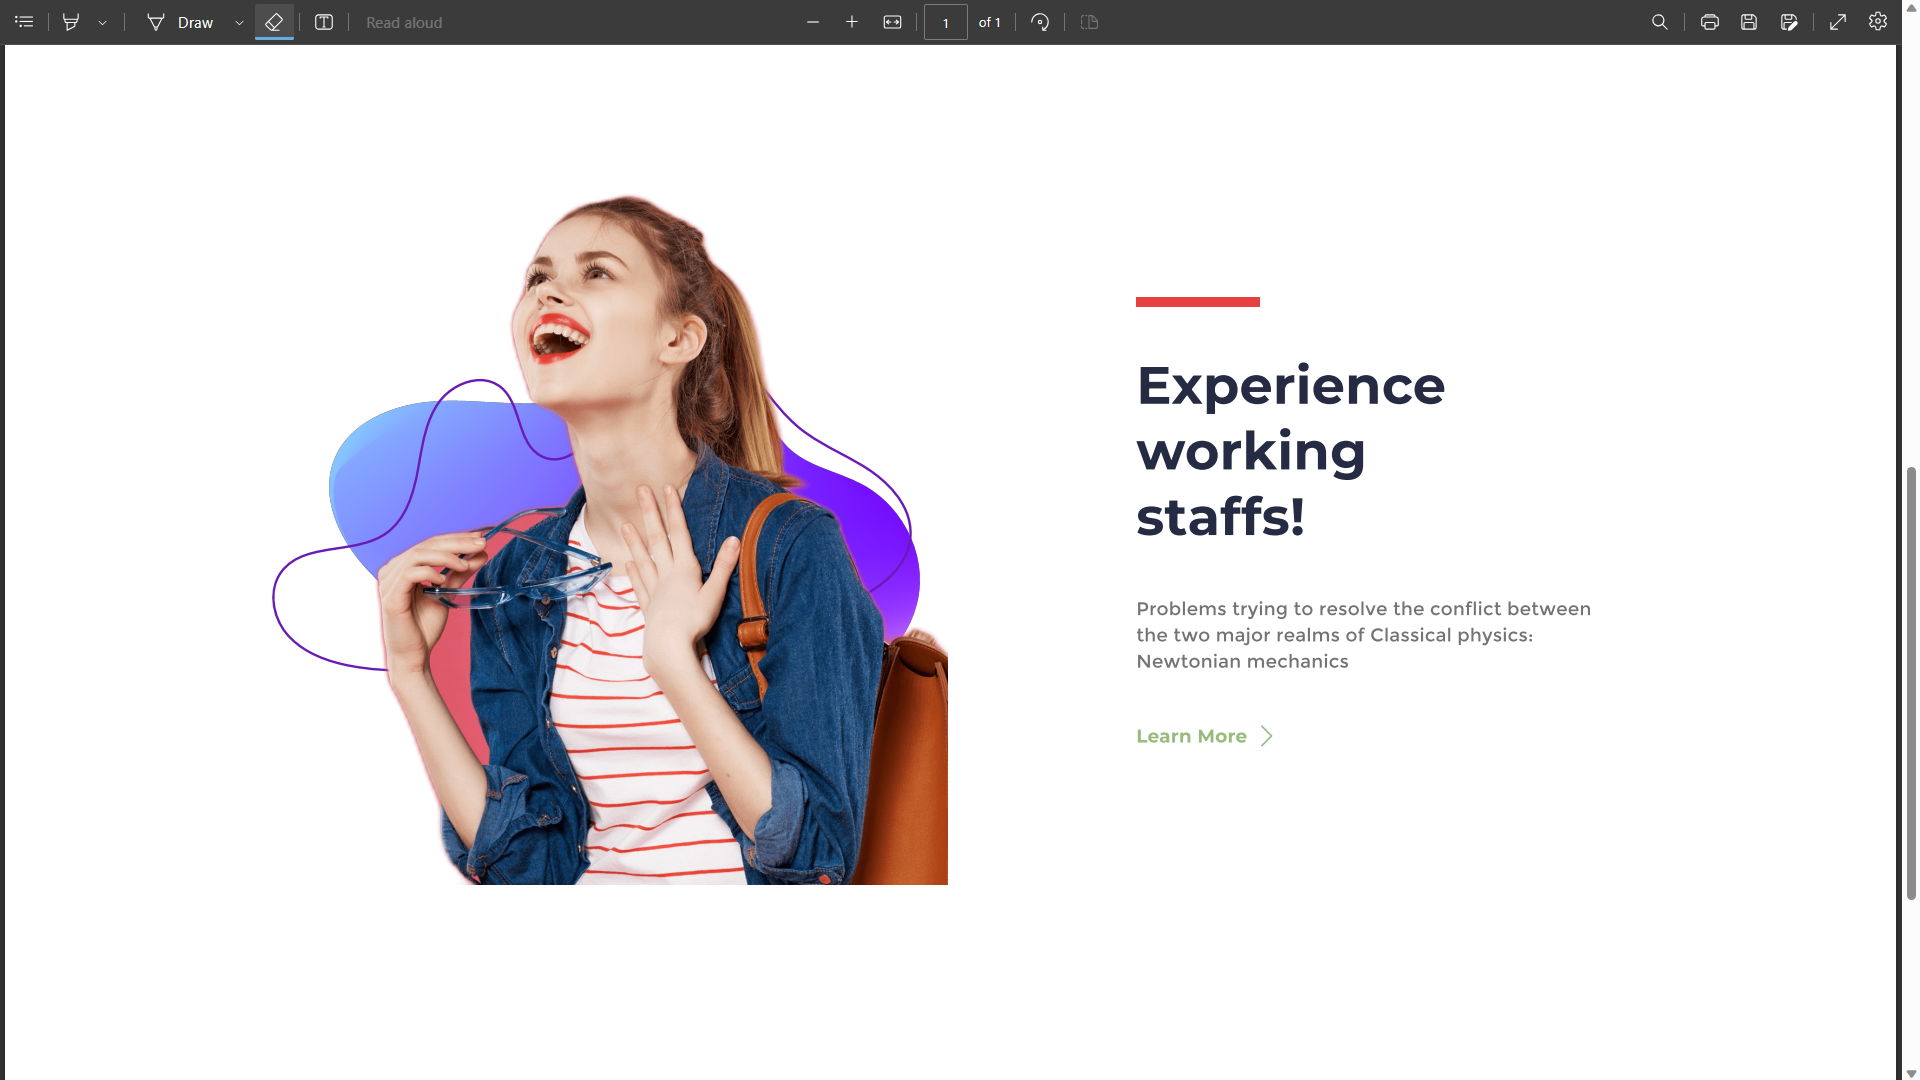 Draw
Read aloud
1
of 1
Experience
working
staffs!
Problems trying to resolve the conflict between
the two major realms of Classical physics:
Newtonian mechanics
Learn More